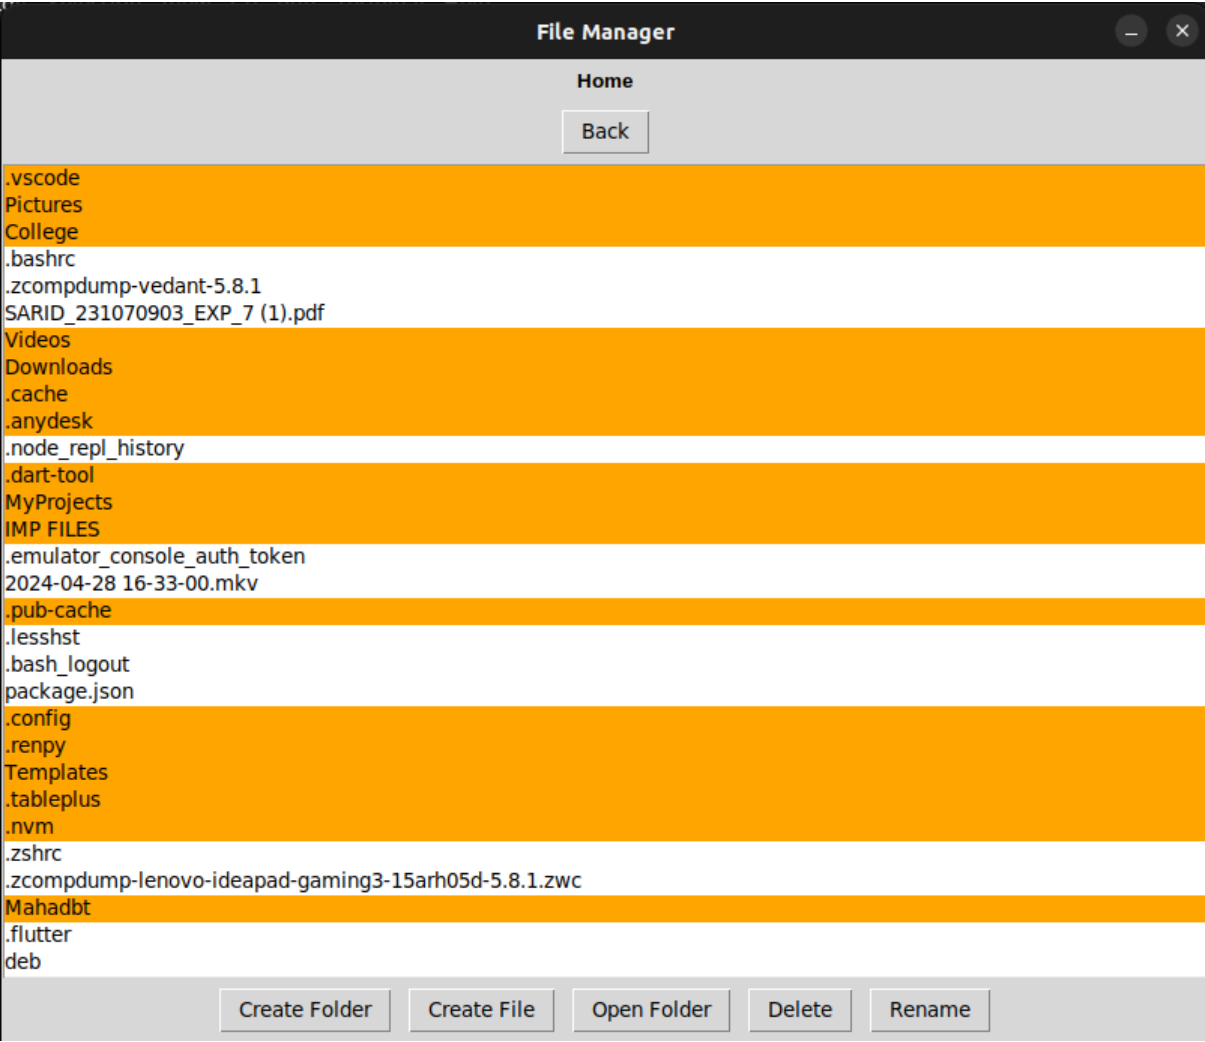 File Manager
Home
Back
.vscode
Pictures
College
.bashrc
.zcompdump-vedant-5.8.1
SARID_231070903_EXP_7 (1).pdf
Videos
Downloads
.cache
.anydesk
.node_repl_history
.dart-tool
MyProjects
IMP FILES
.emulator_console_auth_token
2024-04-28 16-33-00.mkv
.pub-cache
.lesshst
.bash_logout
package.json
.config
.renpy
Templates
.tableplus
.nvm
.zshrc
.zcompdump-lenovo-ideapad-gaming3-15arh05d-5.8.1.zwc
Mahadbt
.flutter
deb
Create Folder Create File Open Folder Delete Rename